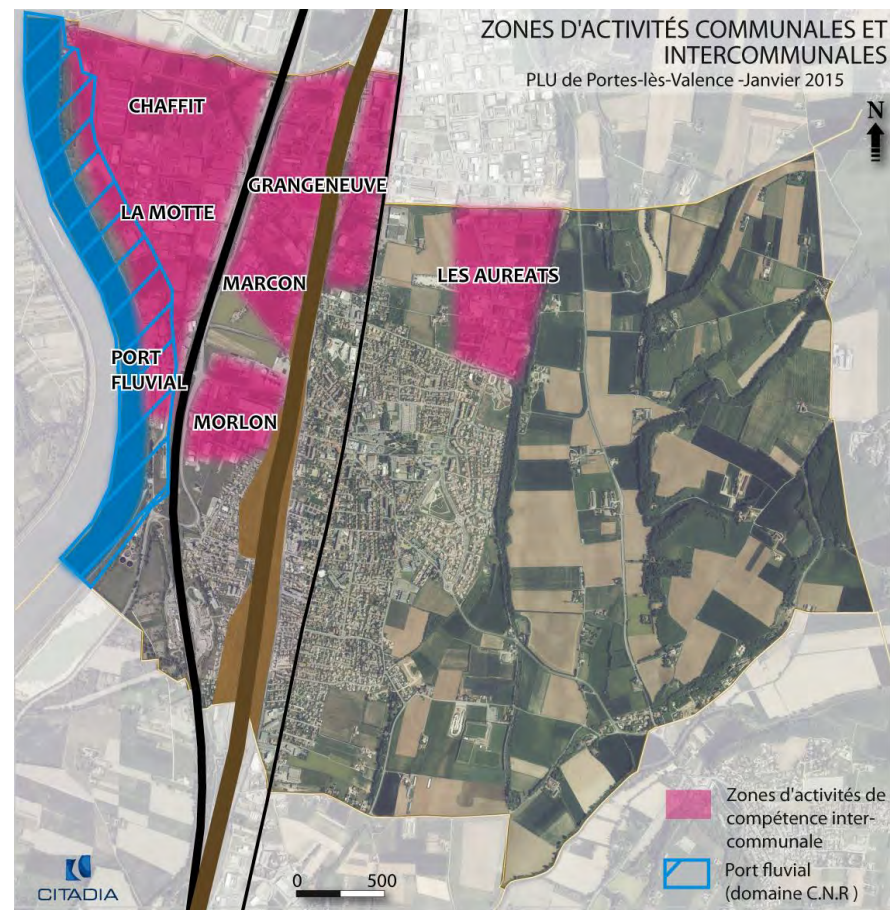 ZONES D'ACTIVITÉS COMMUNALES ET
INTERCOMMUNALES
PLU de Portes-lès-Valence -Janvier 2015
N
CHAFFIT
GRANGENEUVE
LA MOTTE
MARCON
LES AUREATS
PORT
FLUVIAL
MORLON
Zones d'activités de
compétence inter-
communale
Port fluvial
(domaine C.N.R )
CITADIA
0 500